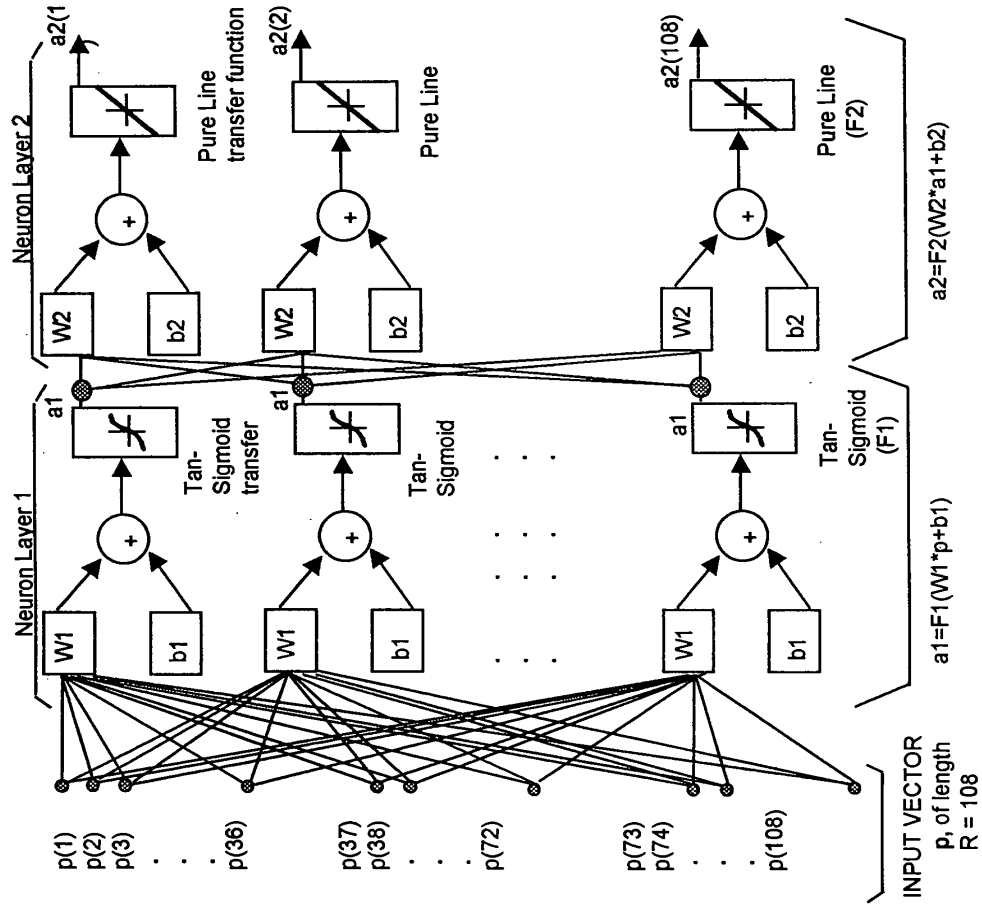 Neuron Layer 1
Neuron Layer 2
p(1)
p(2)
p(3)
. . .
p(36)
p(37)
p(38)
. . .
p(72)
p(73)
p(74)
. . .
p(108)
INPUT VECTOR
p, of length
R = 108
W1
b1
+
Tan-
Sigmoid
transfer
a1
W2
b2
+
Pure Line
transfer function
a2(1
)
W1
b1
+
Tan-
Sigmoid
a1
W2
b2
+
Pure Line
a2(2)
. . .
. . .
. . .
W1
b1
+
Tan-
Sigmoid
(F1)
a1
W2
b2
+
Pure Line
(F2)
a2(108)
a1=F1(W1*p+b1)
a2=F2(W2*a1+b2)